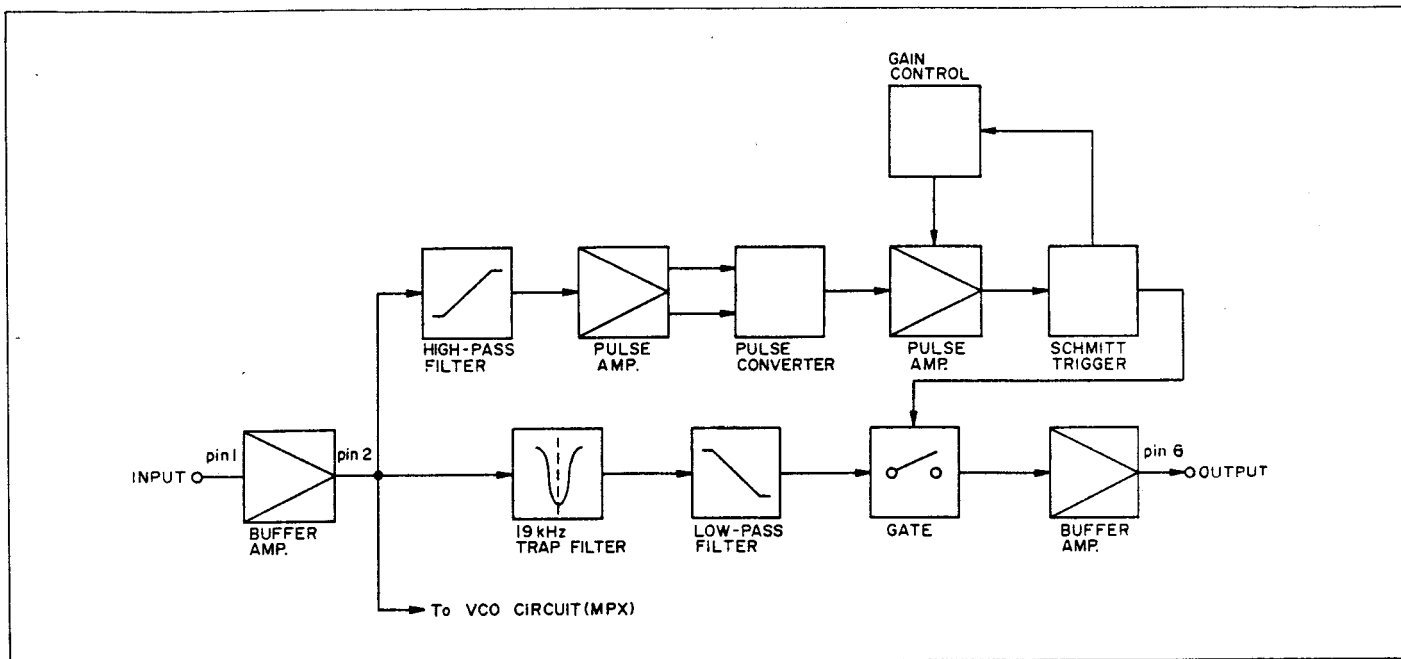 GAIN
CONTROL
HIGH-PASS
FILTER
PULSE
AMP.
PULSE
CONVERTER
PULSE
AMP.
SCHMITT
TRIGGER
INPUT
pin 1
BUFFER
AMP.
pin 2
19 kHz
TRAP FILTER
LOW-PASS
FILTER
GATE
BUFFER
AMP.
pin 6
OUTPUT
To VCO CIRCUIT (MPX)